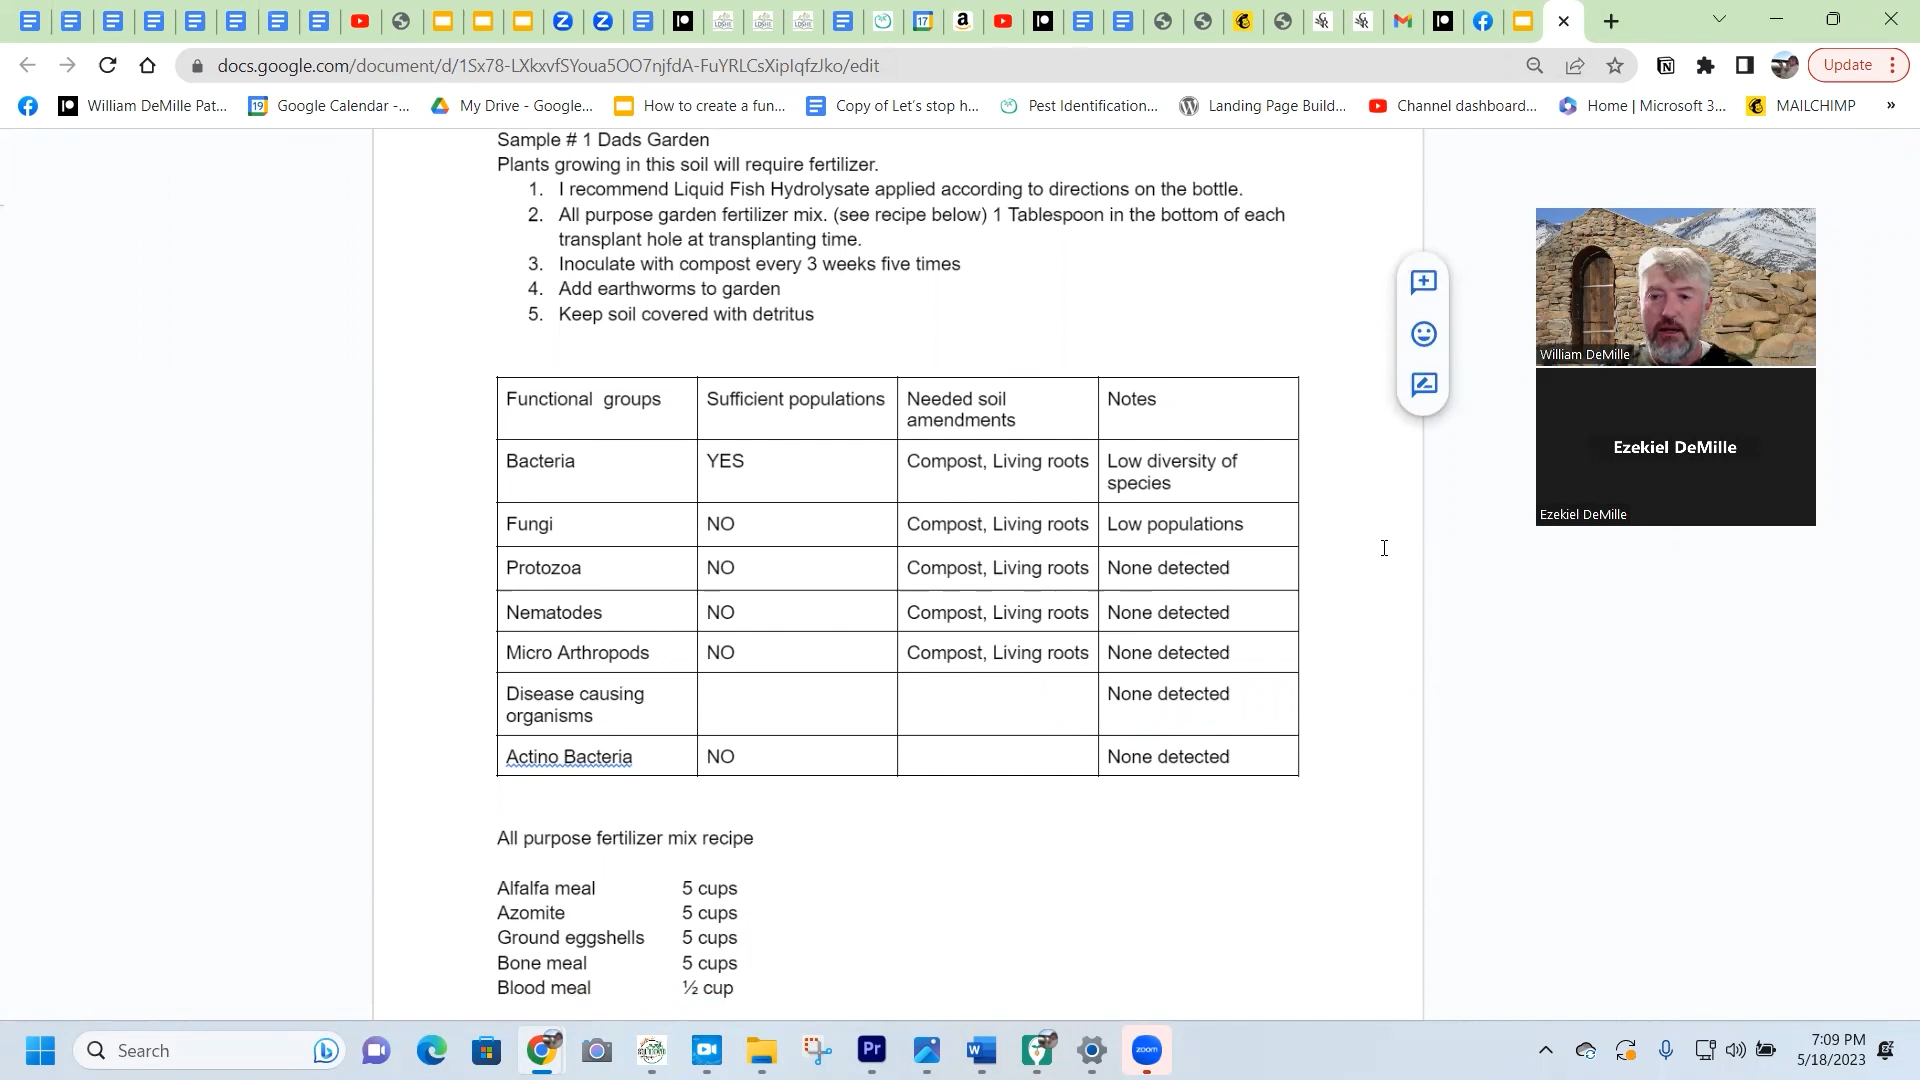 docs.google.com/document/d/1Sx78-LXkxvfSYoua5OO7njfdA-FuYRLCsXipIqfzJko/edit
Update
William DeMille Pat...
Google Calendar -...
My Drive - Google...
How to create a fun...
Copy of Let's stop h...
Pest Identification...
Landing Page Build...
Channel dashboard...
Home | Microsoft 3...
MAILCHIMP
»
Sample # 1 Dads Garden
Plants growing in this soil will require fertilizer.
1. I recommend Liquid Fish Hydrolysate applied according to directions on the bottle.
2. All purpose garden fertilizer mix. (see recipe below) 1 Tablespoon in the bottom of each
transplant hole at transplanting time.
3. Inoculate with compost every 3 weeks five times
4. Add earthworms to garden
5. Keep soil covered with detritus
Functional groups Sufficient populations Needed soil amendments Notes
Bacteria YES Compost, Living roots Low diversity of species
Fungi NO Compost, Living roots Low populations
Protozoa NO Compost, Living roots None detected
Nematodes NO Compost, Living roots None detected
Micro Arthropods NO Compost, Living roots None detected
Disease causing organisms None detected
Actino Bacteria NO None detected
All purpose fertilizer mix recipe
Alfalfa meal 5 cups
Azomite 5 cups
Ground eggshells 5 cups
Bone meal 5 cups
Blood meal ½ cup
William DeMille
Ezekiel DeMille
Ezekiel DeMille
Search
Pr
zoom
7:09 PM
5/18/2023